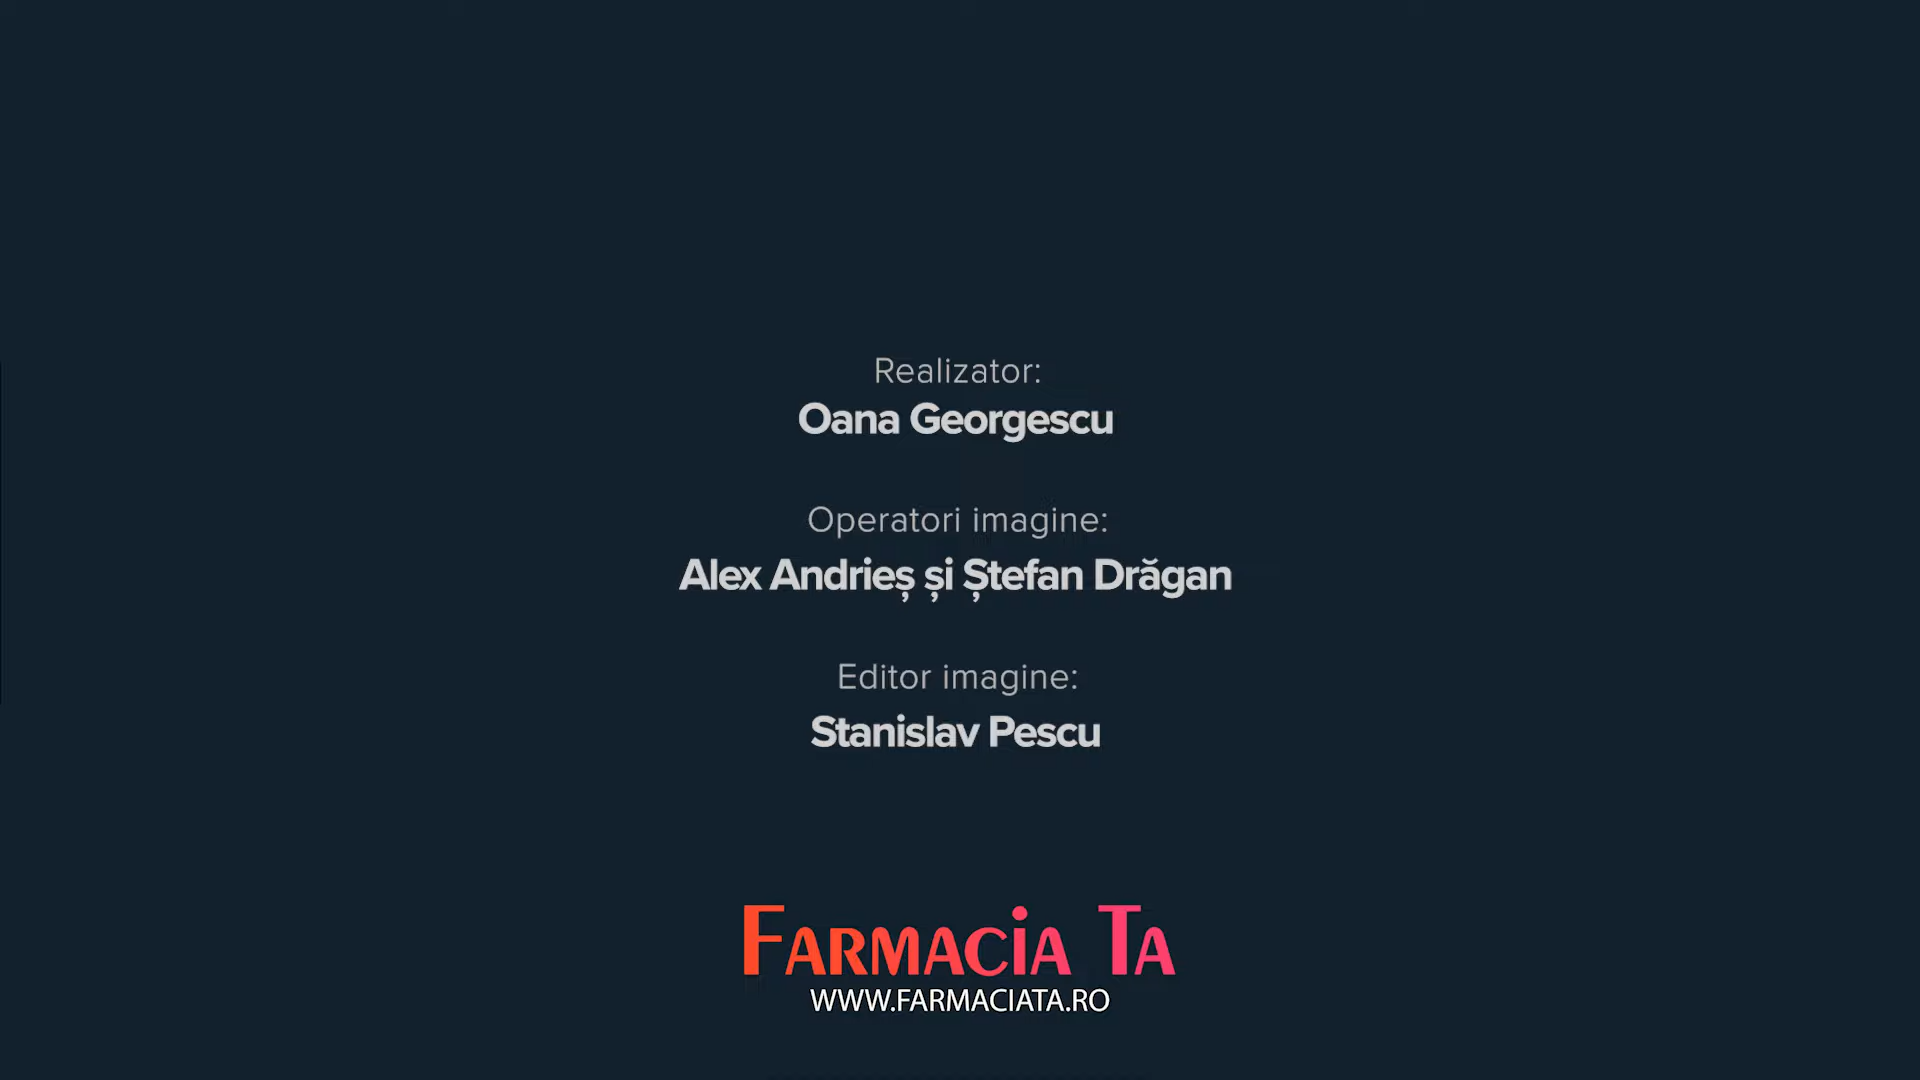 Realizator:
Oana Georgescu
Operatori imagine:
Alex Andrieș și Ștefan Drăgan
Editor imagine:
Stanislav Pescu
FARMACiA TA
WWW.FARMACIATA.RO